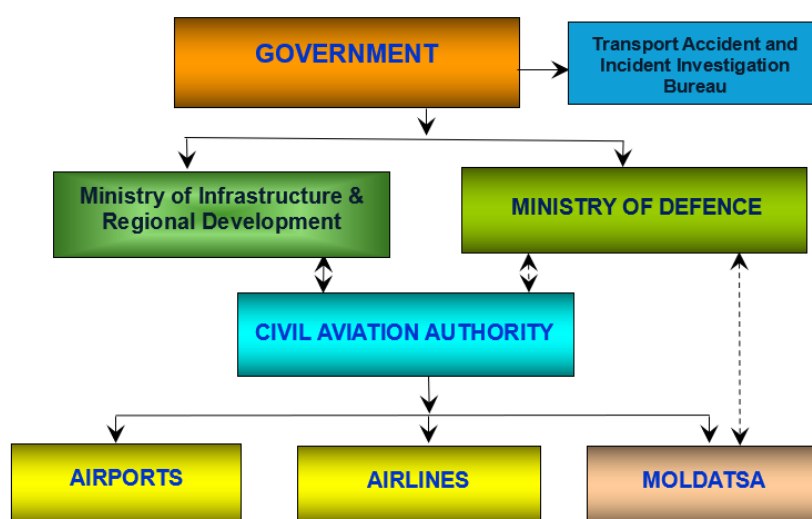 GOVERNMENT
Transport Accident and
Incident Investigation
Bureau
Ministry of Infrastructure &
Regional Development
MINISTRY OF DEFENCE
CIVIL AVIATION AUTHORITY
AIRPORTS
AIRLINES
MOLDATSA